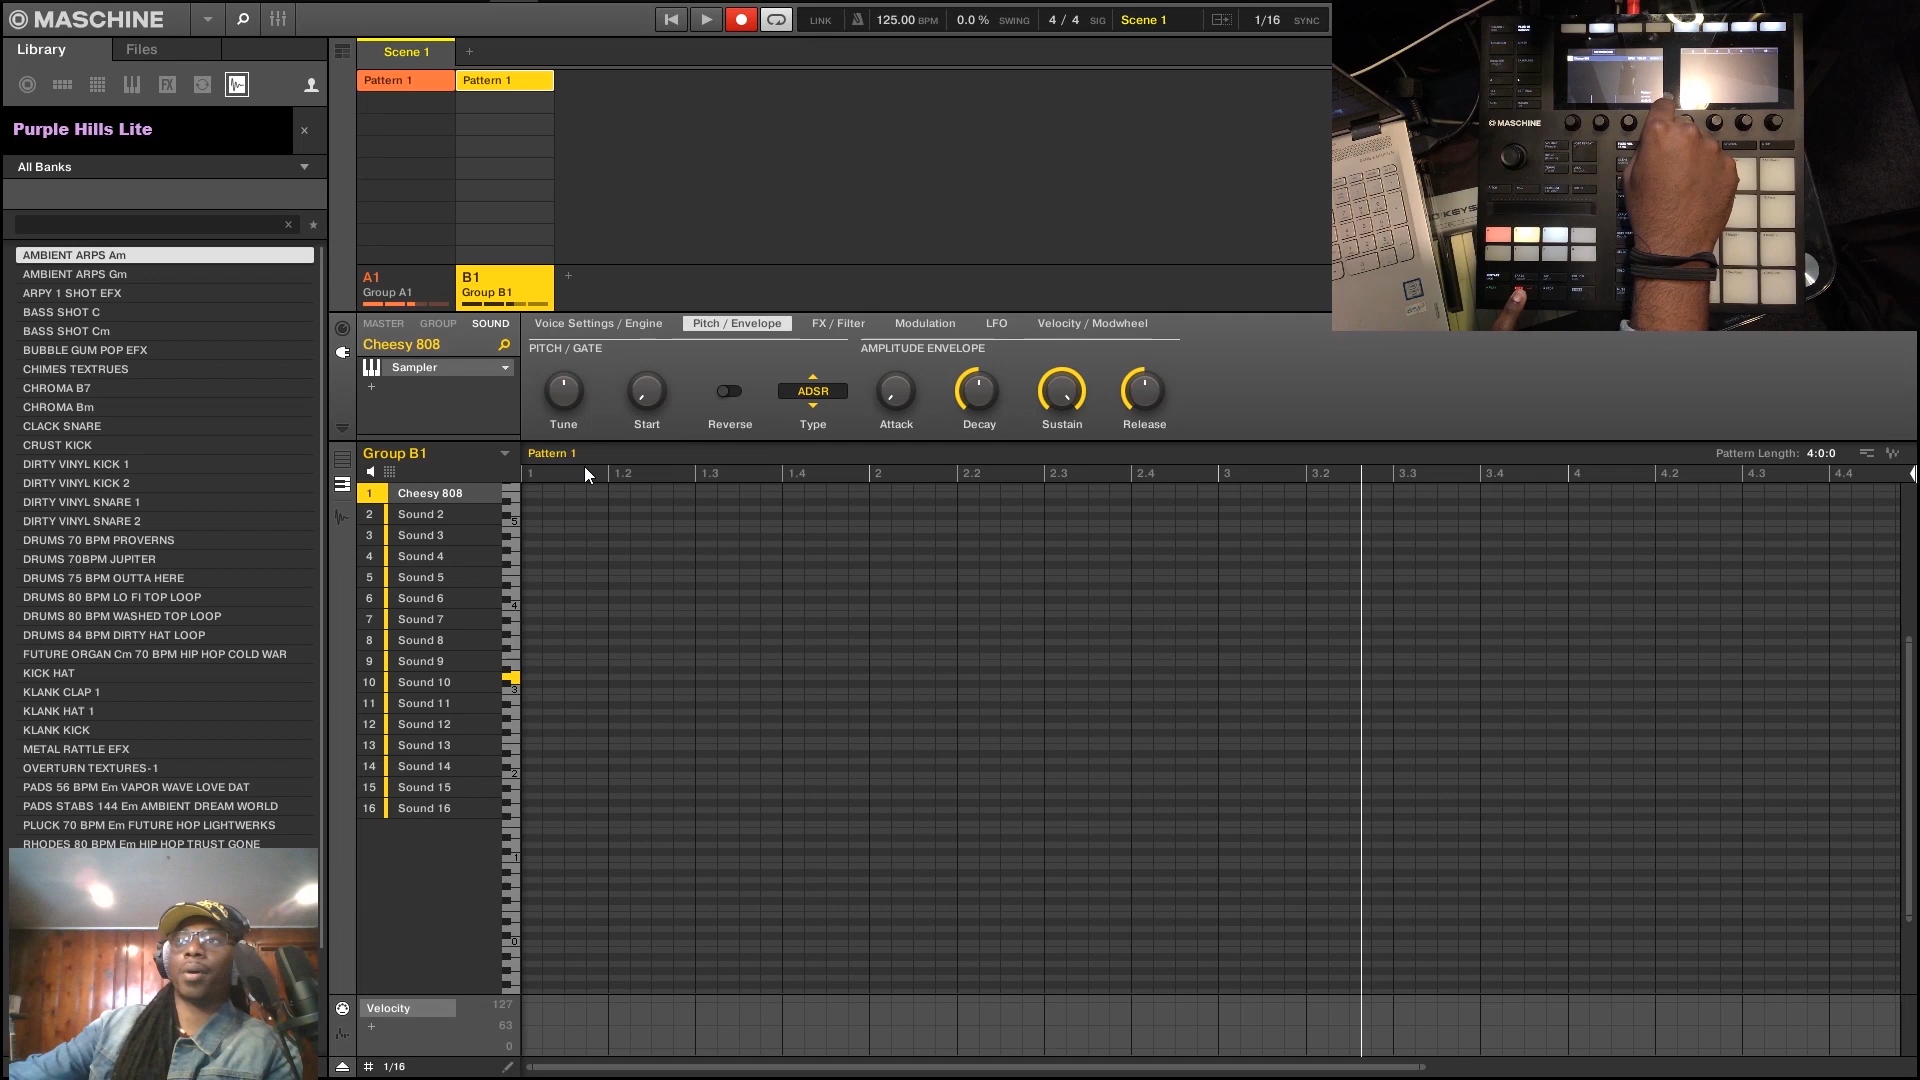 MASCHINE
LINK 125.00 BPM 0.0 % SWING 4 / 4 SIG Scene 1 1/16 SYNC
Library Files
Scene 1 +
Pattern 1 Pattern 1
Purple Hills Lite ×
All Banks
AMBIENT ARPS Am
AMBIENT ARPS Gm
ARPY 1 SHOT EFX
BASS SHOT C
BASS SHOT Cm
BUBBLE GUM POP EFX
CHIMES TEXTRUES
CHROMA B7
CHROMA Bm
CLACK SNARE
CRUST KICK
DIRTY VINYL KICK 1
DIRTY VINYL KICK 2
DIRTY VINYL SNARE 1
DIRTY VINYL SNARE 2
DRUMS 70 BPM PROVERNS
DRUMS 70BPM JUPITER
DRUMS 75 BPM OUTTA HERE
DRUMS 80 BPM LO FI TOP LOOP
DRUMS 80 BPM WASHED TOP LOOP
DRUMS 84 BPM DIRTY HAT LOOP
FUTURE ORGAN Cm 70 BPM HIP HOP COLD WAR
KICK HAT
KLANK CLAP 1
KLANK HAT 1
KLANK KICK
METAL RATTLE EFX
OVERTURN TEXTURES-1
PADS 56 BPM Em VAPOR WAVE LOVE DAT
PADS STABS 144 Em AMBIENT DREAM WORLD
PLUCK 70 BPM Em FUTURE HOP LIGHTWERKS
RHODES 80 BPM Em HIP HOP TRUST GONE
A1 B1 +
Group A1 Group B1
MASTER GROUP SOUND Voice Settings / Engine Pitch / Envelope FX / Filter Modulation LFO Velocity / Modwheel
Cheesy 808 PITCH / GATE AMPLITUDE ENVELOPE
Sampler
+
ADSR
Tune Start Reverse Type Attack Decay Sustain Release
Group B1 Pattern 1 Pattern Length: 4:0:0
1 1.2 1.3 1.4 2 2.2 2.3 2.4 3 3.2 3.3 3.4 4 4.2 4.3 4.4
1 Cheesy 808
2 Sound 2
3 Sound 3
4 Sound 4
5 Sound 5
6 Sound 6
7 Sound 7
8 Sound 8
9 Sound 9
10 Sound 10
11 Sound 11
12 Sound 12
13 Sound 13
14 Sound 14
15 Sound 15
16 Sound 16
5
4
3
2
1
0
Velocity 127
+ 63
0
# 1/16
MASCHINE
KEYS